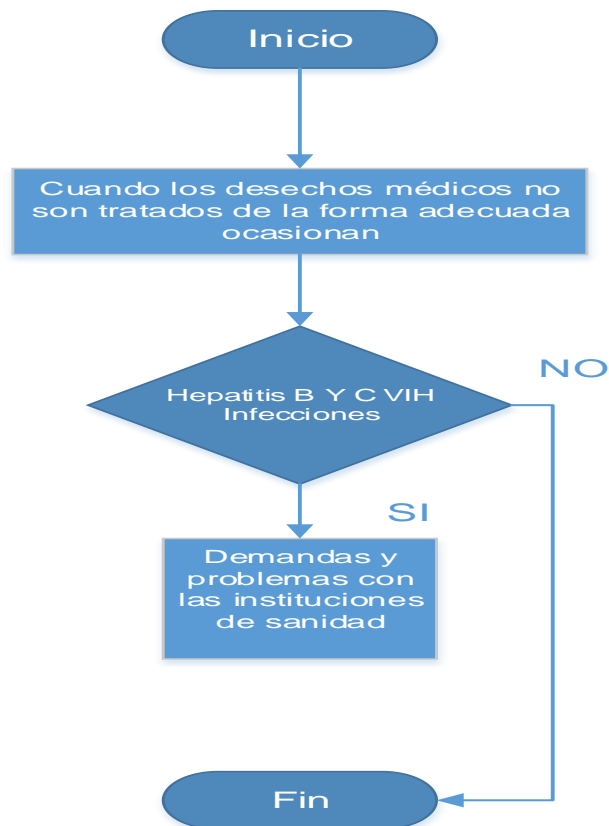 Inicio
Cuando los desechos médicos no
son tratados de la forma adecuada
ocasionan
NO
Hepatitis B Y C VIH
Infecciones
SI
Demandas y
problemas con
las instituciones
de sanidad
Fin